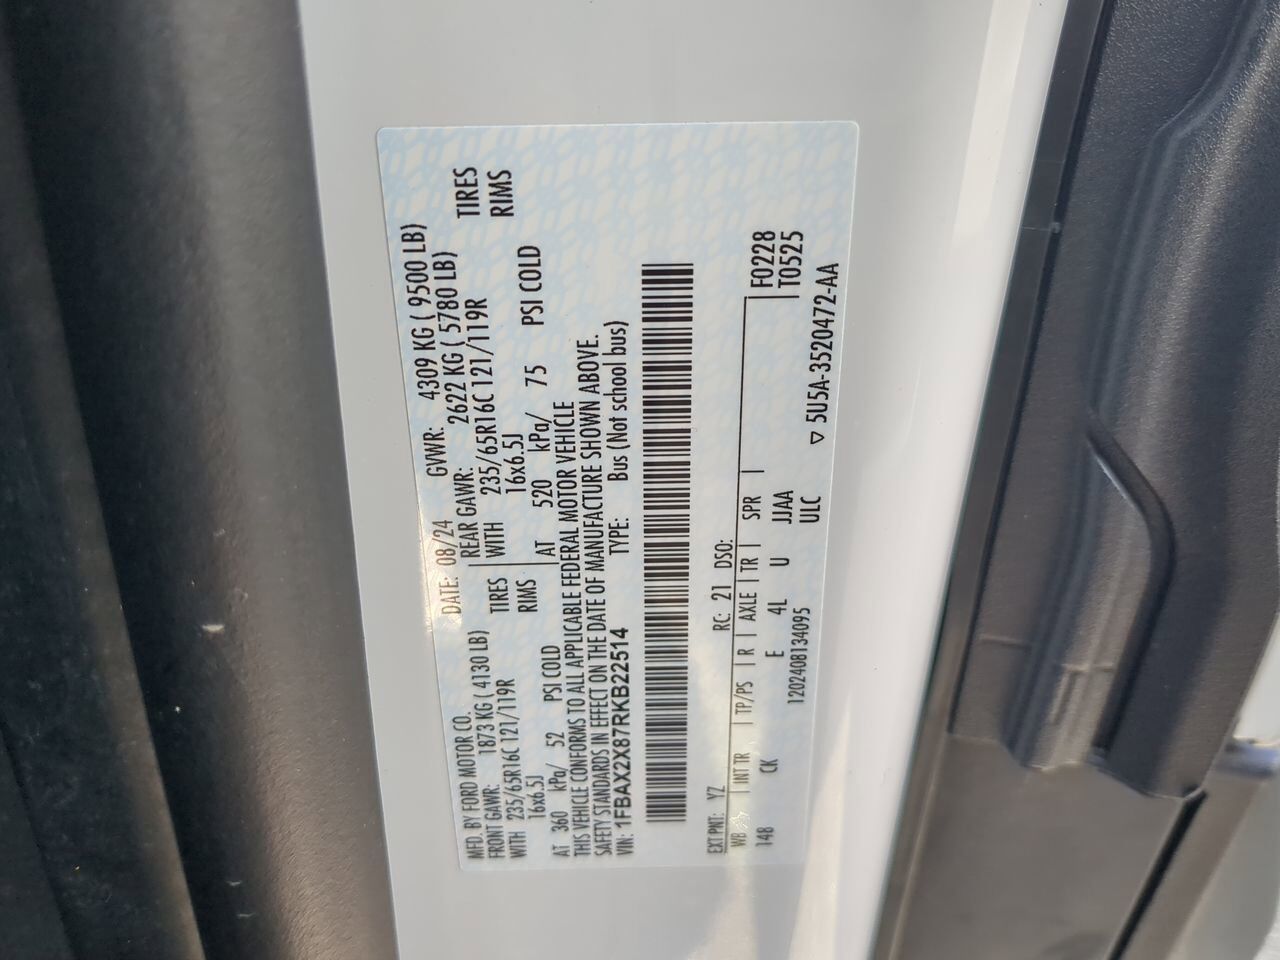 MFD. BY FORD MOTOR CO.
DATE: 08/24 GVWR: 4309 KG ( 9500 LB)
FRONT GAWR: 1873 KG ( 4130 LB) REAR GAWR: 2622 KG ( 5780 LB)
WITH 235/65R16C 121/119R TIRES WITH 235/65R16C 121/119R TIRES
16x6.5J RIMS 16x6.5J RIMS
AT 360 kPa/ 52 PSI COLD AT 520 kPa/ 75 PSI COLD
THIS VEHICLE CONFORMS TO ALL APPLICABLE FEDERAL MOTOR VEHICLE
SAFETY STANDARDS IN EFFECT ON THE DATE OF MANUFACTURE SHOWN ABOVE.
VIN: 1FBAX2X87RKB22514 TYPE: Bus (Not school bus)
EXT PNT: YZ RC: 21 DSO: F0228
WB INT TR TP/PS R AXLE TR SPR T0525
148 CK E 4L U JJAA
1202408134095 ULC
▽ 5U5A-3520472-AA